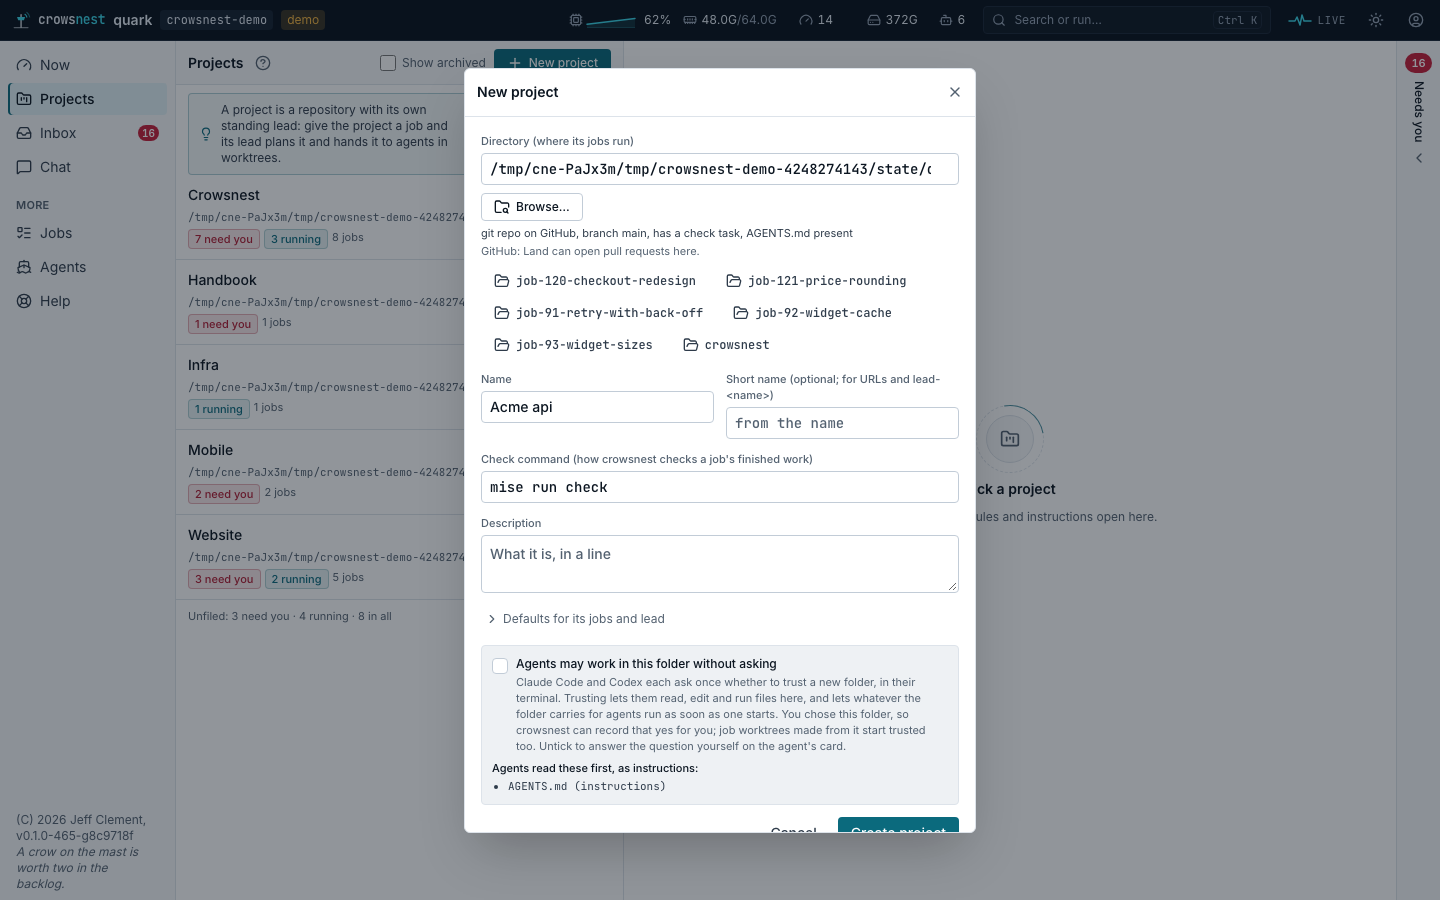 crowsnest quark crowsnest-demo demo 62% 48.0G/64.0G 14 372G 6 Search or run... Ctrl K LIVE
Now
Projects
Inbox 16
Chat
MORE
Jobs
Agents
Help
(C) 2026 Jeff Clement,
v0.1.0-465-g8c9718f
A crow on the mast is
worth two in the
backlog.
Projects Show archived New project
A project is a repository with its own
standing lead: give the project a job and
its lead plans it and hands it to agents in
worktrees.
Crowsnest
/tmp/cne-PaJx3m/tmp/crowsnest-demo-4248274
7 need you 3 running 8 jobs
Handbook
/tmp/cne-PaJx3m/tmp/crowsnest-demo-4248274
1 need you 1 jobs
Infra
/tmp/cne-PaJx3m/tmp/crowsnest-demo-4248274
1 running 1 jobs
Mobile
/tmp/cne-PaJx3m/tmp/crowsnest-demo-4248274
2 need you 2 jobs
Website
/tmp/cne-PaJx3m/tmp/crowsnest-demo-4248274
3 need you 2 running 5 jobs
Unfiled: 3 need you · 4 running · 8 in all
New project
Directory (where its jobs run)
/tmp/cne-PaJx3m/tmp/crowsnest-demo-4248274143/state/
Browse...
git repo on GitHub, branch main, has a check task, AGENTS.md present
GitHub: Land can open pull requests here.
job-120-checkout-redesign job-121-price-rounding
job-91-retry-with-back-off job-92-widget-cache
job-93-widget-sizes crowsnest
Name
Acme api
Short name (optional; for URLs and lead-
<name>)
from the name
Check command (how crowsnest checks a job's finished work)
mise run check
Description
What it is, in a line
Defaults for its jobs and lead
Agents may work in this folder without asking
Claude Code and Codex each ask once whether to trust a new folder, in their
terminal. Trusting lets them read, edit and run files here, and lets whatever the
folder carries for agents run as soon as one starts. You chose this folder, so
crowsnest can record that yes for you; job worktrees made from it start trusted
too. Untick to answer the question yourself on the agent's card.
Agents read these first, as instructions:
• AGENTS.md (instructions)
Cancel Create project
ck a project
ules and instructions open here.
16
Needs you